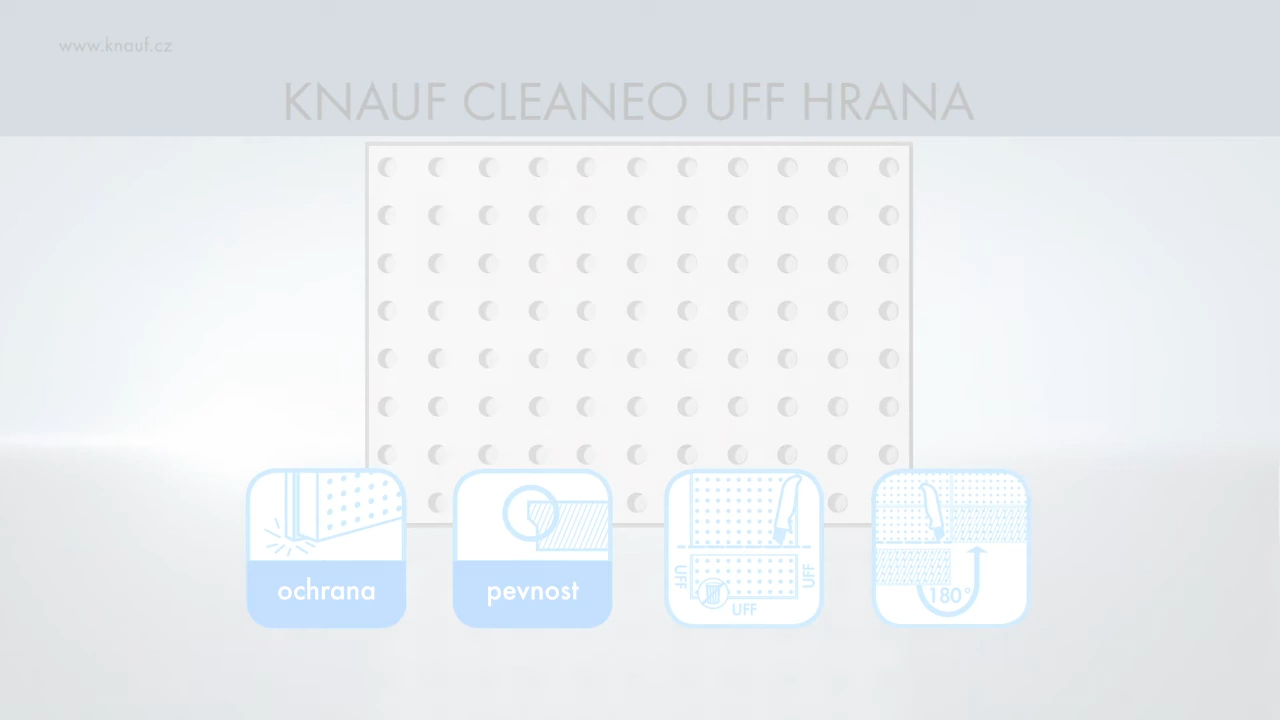 www.knauf.cz
KNAUF CLEANEO UFF HRANA
ochrana
pevnost
UFF
UFF
UFF
180°